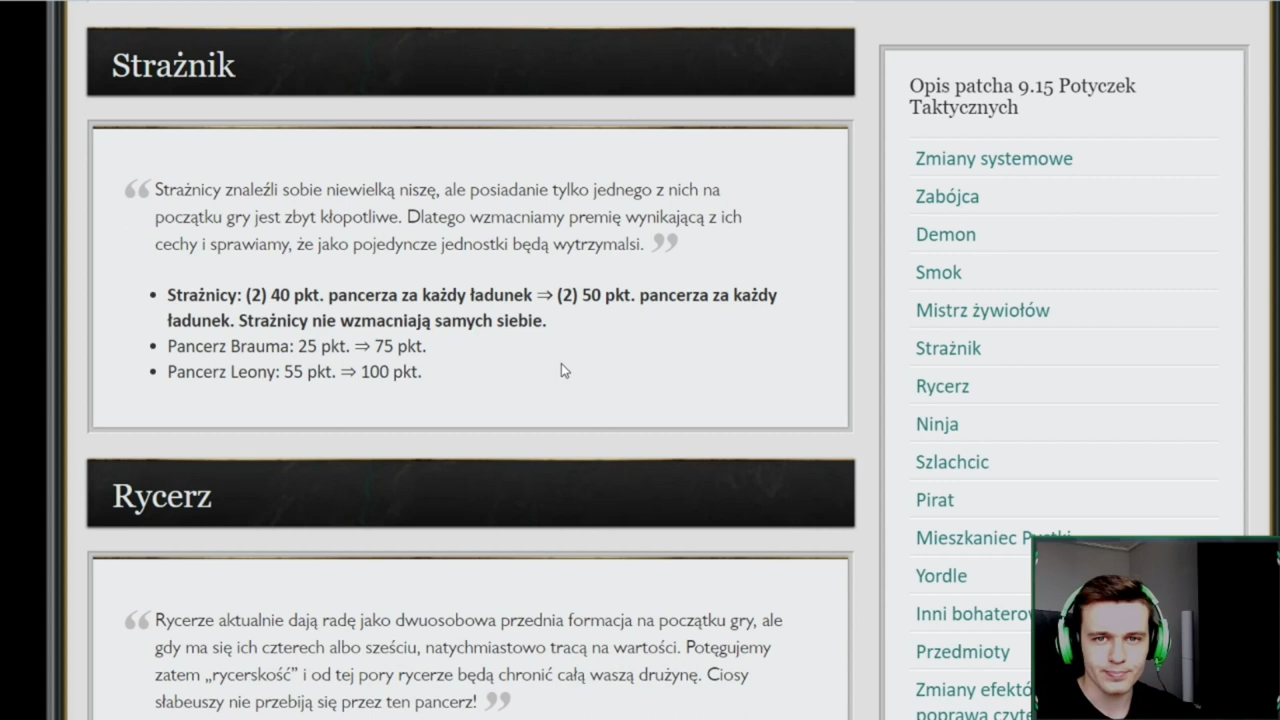 Strażnik
“ Strażnicy znaleźli sobie niewielką niszę, ale posiadanie tylko jednego z nich na
początku gry jest zbyt kłopotliwe. Dlatego wzmacniamy premię wynikającą z ich
cechy i sprawiamy, że jako pojedyncze jednostki będą wytrzymalsi. ”
• Strażnicy: (2) 40 pkt. pancerza za każdy ładunek ⇒ (2) 50 pkt. pancerza za każdy
ładunek. Strażnicy nie wzmacniają samych siebie.
• Pancerz Brauma: 25 pkt. ⇒ 75 pkt.
• Pancerz Leony: 55 pkt. ⇒ 100 pkt.
Rycerz
“ Rycerze aktualnie dają radę jako dwuosobowa przednia formacja na początku gry, ale
gdy ma się ich czterech albo sześciu, natychmiastowo tracą na wartości. Potęgujemy
zatem „rycerskość” i od tej pory rycerze będą chronić całą waszą drużynę. Ciosy
słabeuszy nie przebiją się przez ten pancerz! ”
Opis patcha 9.15 Potyczek
Taktycznych
Zmiany systemowe
Zabójca
Demon
Smok
Mistrz żywiołów
Strażnik
Rycerz
Ninja
Szlachcic
Pirat
Mieszkaniec Pustki
Yordle
Inni
Przedmioty
Zmiany
poprawa